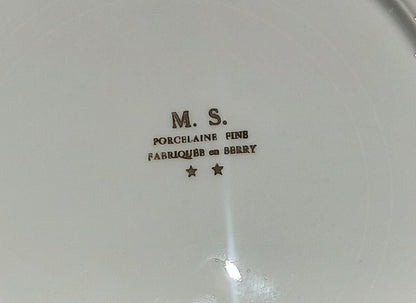 M. S.
PORCELAINE FINE
FABRIQUÉE en BERRY
★ ★